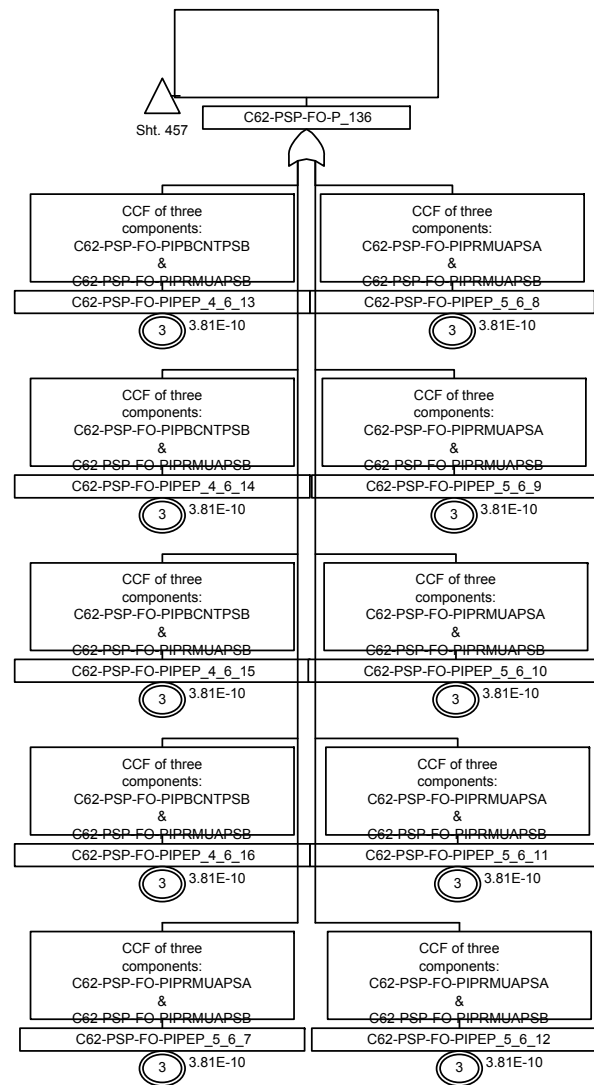 Sht. 457
C62-PSP-FO-P_136
CCF of three
components:
C62-PSP-FO-PIPBCNTPSB
&
C62-PSP-FO-PIPRMUAPSB
C62-PSP-FO-PIPEP_4_6_13
3
3.81E-10
CCF of three
components:
C62-PSP-FO-PIPRMUAPSA
&
C62-PSP-FO-PIPRMUAPSB
C62-PSP-FO-PIPEP_5_6_8
3
3.81E-10
CCF of three
components:
C62-PSP-FO-PIPBCNTPSB
&
C62-PSP-FO-PIPRMUAPSB
C62-PSP-FO-PIPEP_4_6_14
3
3.81E-10
CCF of three
components:
C62-PSP-FO-PIPRMUAPSA
&
C62-PSP-FO-PIPRMUAPSB
C62-PSP-FO-PIPEP_5_6_9
3
3.81E-10
CCF of three
components:
C62-PSP-FO-PIPBCNTPSB
&
C62-PSP-FO-PIPRMUAPSB
C62-PSP-FO-PIPEP_4_6_15
3
3.81E-10
CCF of three
components:
C62-PSP-FO-PIPRMUAPSA
&
C62-PSP-FO-PIPRMUAPSB
C62-PSP-FO-PIPEP_5_6_10
3
3.81E-10
CCF of three
components:
C62-PSP-FO-PIPBCNTPSB
&
C62-PSP-FO-PIPRMUAPSB
C62-PSP-FO-PIPEP_4_6_16
3
3.81E-10
CCF of three
components:
C62-PSP-FO-PIPRMUAPSA
&
C62-PSP-FO-PIPRMUAPSB
C62-PSP-FO-PIPEP_5_6_11
3
3.81E-10
CCF of three
components:
C62-PSP-FO-PIPRMUAPSA
&
C62-PSP-FO-PIPRMUAPSB
C62-PSP-FO-PIPEP_5_6_7
3
3.81E-10
CCF of three
components:
C62-PSP-FO-PIPRMUAPSA
&
C62-PSP-FO-PIPRMUAPSB
C62-PSP-FO-PIPEP_5_6_12
3
3.81E-10